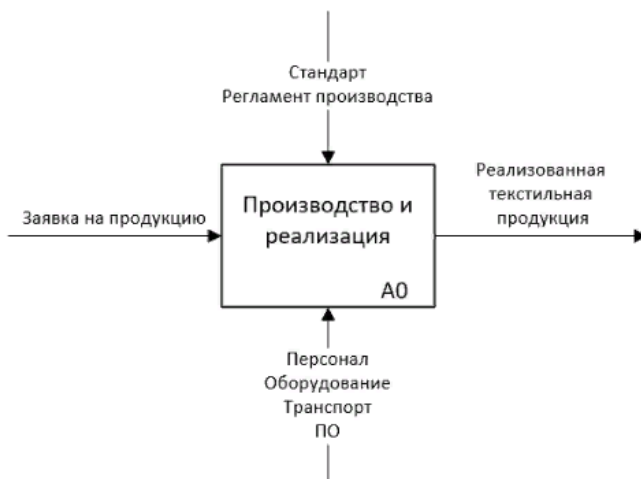 Стандарт
Регламент производства
Заявка на продукцию
Производство и
реализация
А0
Реализованная
текстильная
продукция
Персонал
Оборудование
Транспорт
ПО